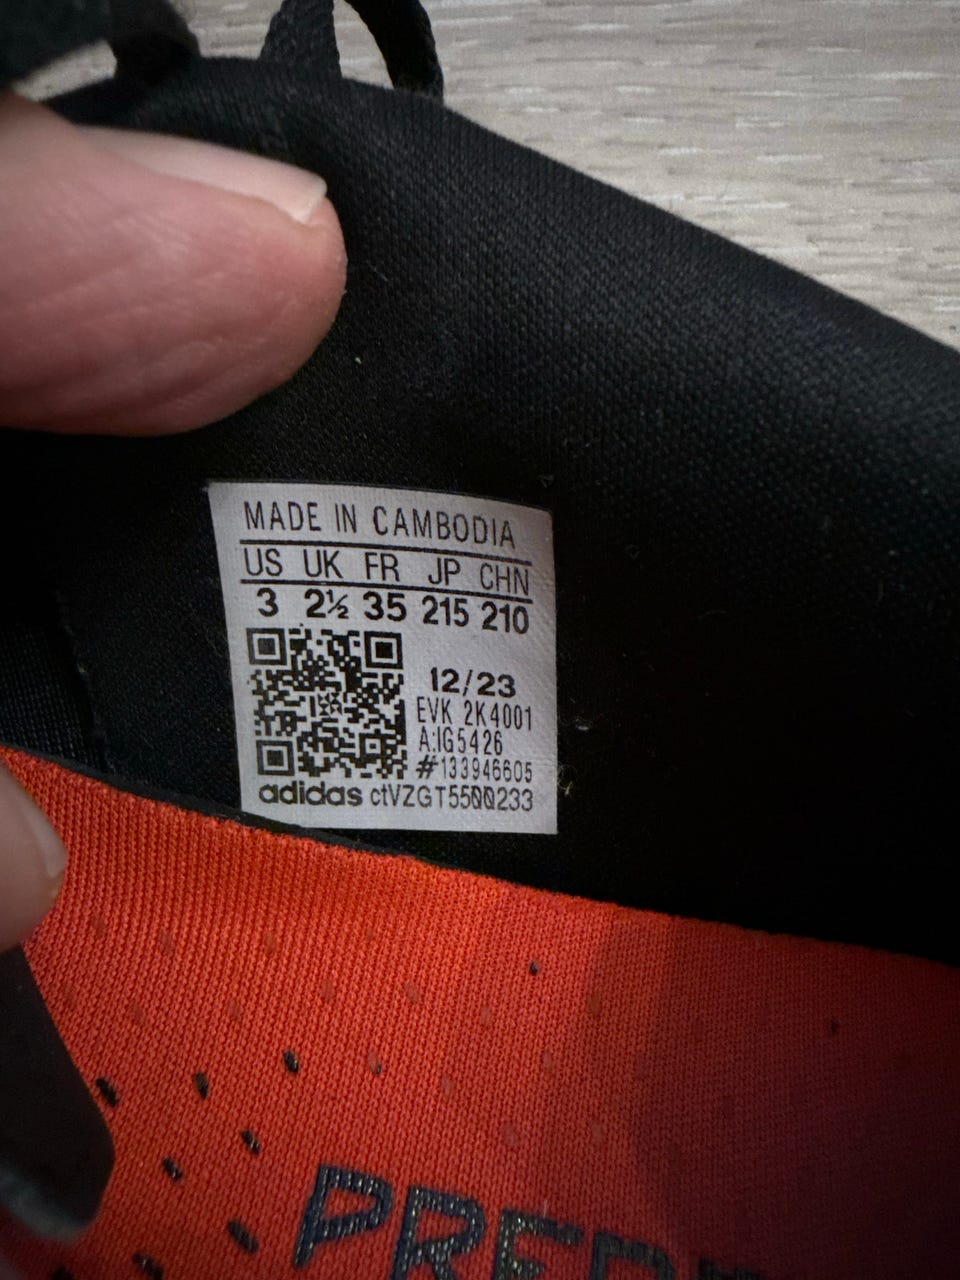 MADE IN CAMBODIA
US UK FR JP CHN
3 2½ 35 215 210
12/23
EVK 2K4001
A:IG5426
#133946605
adidas ctVZGT5500233